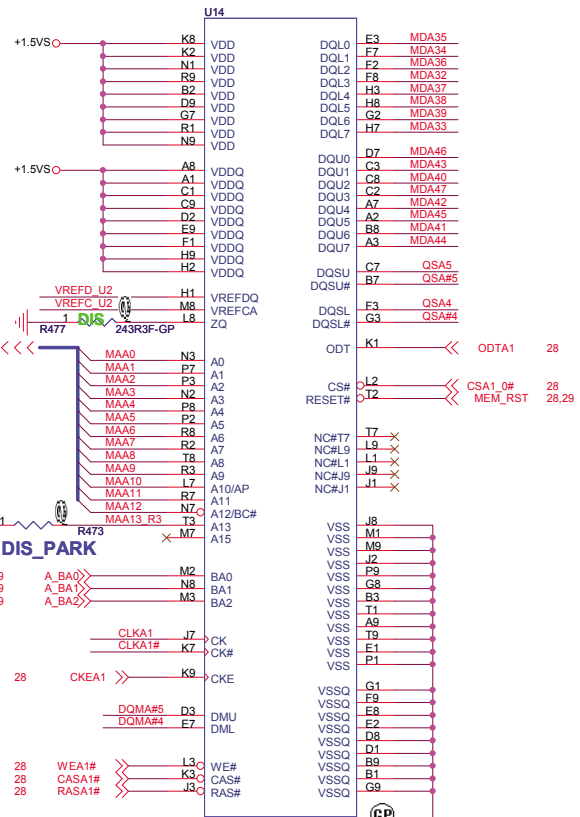 U14
+1.5VS K8 VDD DQL0 E3 MDA35
K2 VDD DQL1 F7 MDA34
N1 VDD DQL2 F2 MDA36
R9 VDD DQL3 F8 MDA32
B2 VDD DQL4 H3 MDA37
D9 VDD DQL5 H8 MDA38
G7 VDD DQL6 G2 MDA39
R1 VDD DQL7 H7 MDA33
N9 VDD
DQU0 D7 MDA46
+1.5VS A8 VDDQ DQU1 C3 MDA43
A1 VDDQ DQU2 C8 MDA40
C1 VDDQ DQU3 C2 MDA47
C9 VDDQ DQU4 A7 MDA42
D2 VDDQ DQU5 A2 MDA45
E9 VDDQ DQU6 B8 MDA41
F1 VDDQ DQU7 A3 MDA44
H9 VDDQ
H2 VDDQ DQSU C7 QSA5
DQSU# B7 QSA#5
VREFD_U2 H1 VREFDQ
VREFC_U2 M8 VREFCA DQSL F3 QSA4
1 DIS L8 ZQ DQSL# G3 QSA#4
R477 243R3F-GP
ODT K1 ODTA1 28
MAA0 N3 A0
MAA1 P7 A1
MAA2 P3 A2 CS# L2 CSA1_0# 28
MAA3 N2 A3 RESET# T2 MEM_RST 28,29
MAA4 P8 A4
MAA5 P2 A5
MAA6 R8 A6 NC#T7 T7
MAA7 R2 A7 NC#L9 L9
MAA8 T8 A8 NC#L1 L1
MAA9 R3 A9 NC#J9 J9
MAA10 L7 A10/AP NC#J1 J1
MAA11 R7 A11
MAA12 N7 A12/BC#
1 R473 MAA13_R3 T3 A13 VSS J8
DIS_PARK M7 A15 VSS M1
VSS M9
VSS J2
9 A_BA0 M2 BA0 VSS P9
9 A_BA1 N8 BA1 VSS G8
9 A_BA2 M3 BA2 VSS B3
VSS T1
VSS A9
CLKA1 J7 CK VSS T9
CLKA1# K7 CK# VSS E1
VSS P1
28 CKEA1 K9 CKE
VSSQ G1
VSSQ F9
DQMA#5 D3 DMU VSSQ E8
DQMA#4 E7 DML VSSQ E2
VSSQ D8
VSSQ D1
28 WEA1# L3 WE# VSSQ B9
28 CASA1# K3 CAS# VSSQ B1
28 RASA1# J3 RAS# VSSQ G9
GP